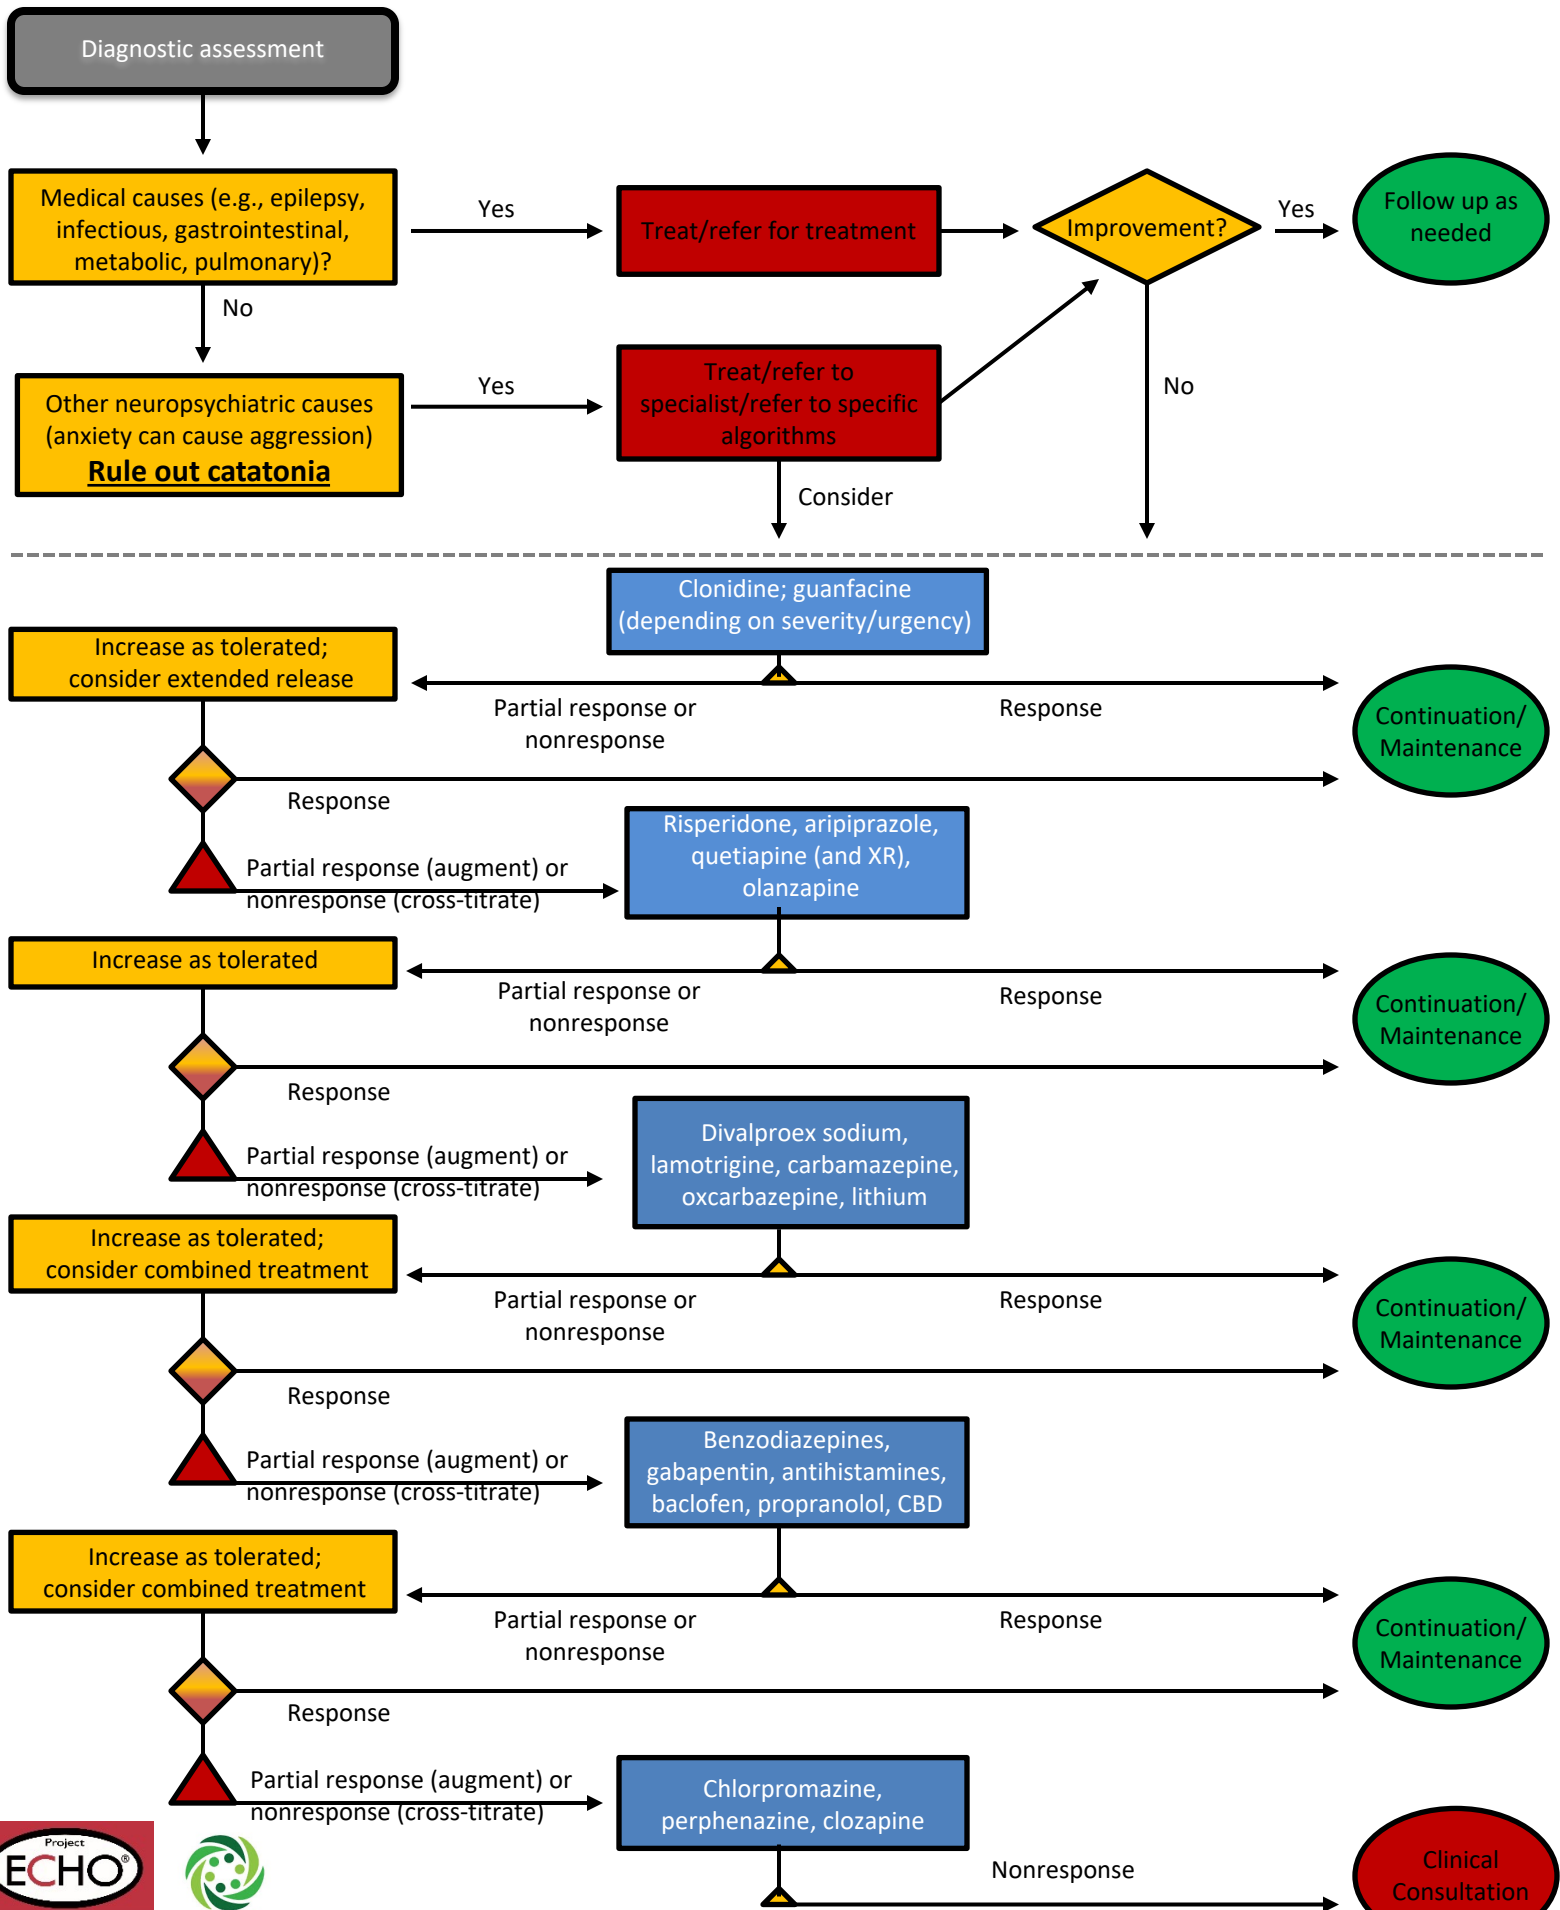 Diagnostic assessment
Medical causes (e.g., epilepsy,
infectious, gastrointestinal,
metabolic, pulmonary)?
Yes
Treat/refer for treatment
Improvement?
Yes
Follow up as
needed
No
Other neuropsychiatric causes
(anxiety can cause aggression)
Rule out catatonia
Yes
Treat/refer to
specialist/refer to specific
algorithms
No
Consider
Clonidine; guanfacine
(depending on severity/urgency)
Increase as tolerated;
consider extended release
Partial response or
nonresponse
Response
Continuation/
Maintenance
Response
Risperidone, aripiprazole,
quetiapine (and XR),
olanzapine
Partial response (augment) or
nonresponse (cross-titrate)
Increase as tolerated
Partial response or
nonresponse
Response
Continuation/
Maintenance
Response
Divalproex sodium,
lamotrigine, carbamazepine,
oxcarbazepine, lithium
Partial response (augment) or
nonresponse (cross-titrate)
Increase as tolerated;
consider combined treatment
Partial response or
nonresponse
Response
Continuation/
Maintenance
Response
Benzodiazepines,
gabapentin, antihistamines,
baclofen, propranolol, CBD
Partial response (augment) or
nonresponse (cross-titrate)
Increase as tolerated;
consider combined treatment
Partial response or
nonresponse
Response
Continuation/
Maintenance
Response
Partial response (augment) or
nonresponse (cross-titrate)
Chlorpromazine,
perphenazine, clozapine
Nonresponse
Clinical
Consultation
Project
ECHO®